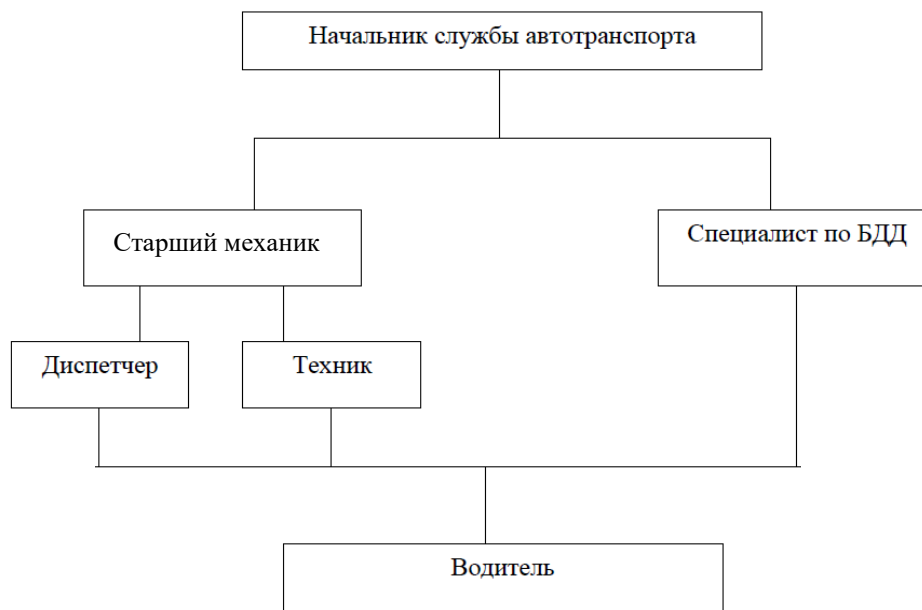 Начальник службы автотранспорта
Старший механик
Специалист по БДД
Диспетчер
Техник
Водитель